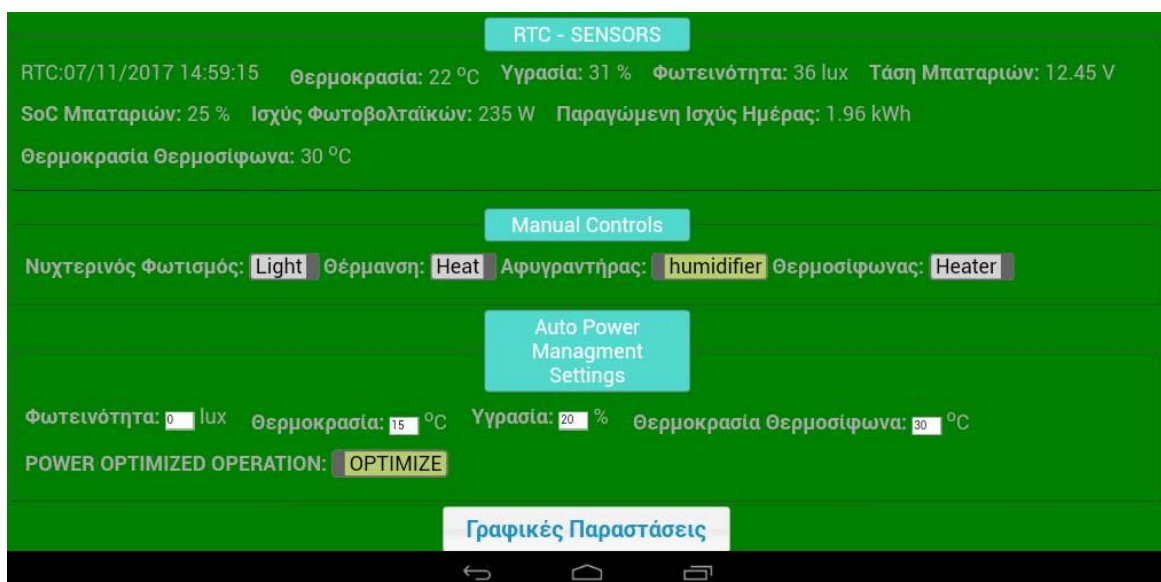 RTC - SENSORS
RTC:07/11/2017 14:59:15 Θερμοκρασία: 22 °C Υγρασία: 31 % Φωτεινότητα: 36 lux Τάση Μπαταριών: 12.45 V
SoC Μπαταριών: 25 % Ισχύς Φωτοβολταϊκών: 235 W Παραγώμενη Ισχύς Ημέρας: 1.96 kWh
Θερμοκρασία Θερμοσίφωνα: 30 °C
Manual Controls
Νυχτερινός Φωτισμός: Light Θέρμανση: Heat Αφυγραντήρας: humidifier Θερμοσίφωνας: Heater
Auto Power
Managment
Settings
Φωτεινότητα: 0 lux Θερμοκρασία: 15 °C Υγρασία: 20 % Θερμοκρασία Θερμοσίφωνα: 30 °C
POWER OPTIMIZED OPERATION: OPTIMIZE
Γραφικές Παραστάσεις